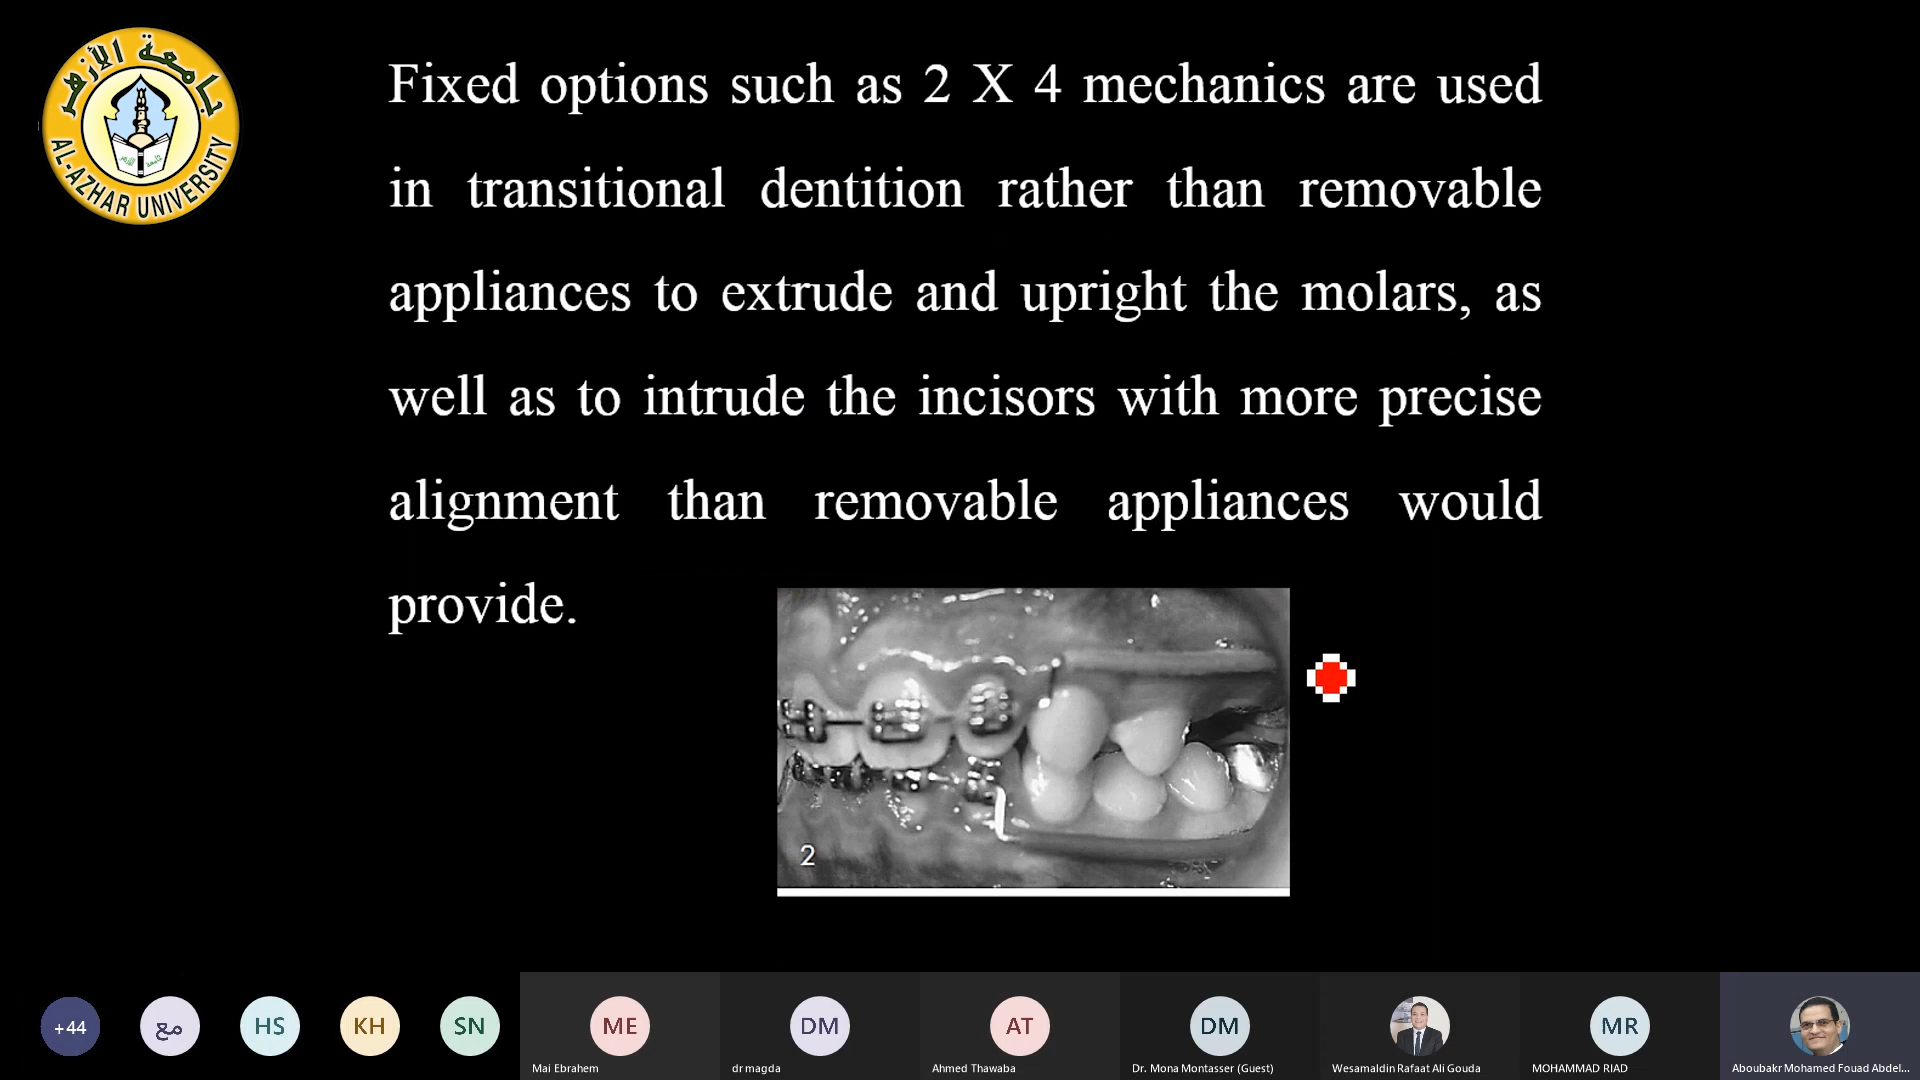 جامعة الأزهر
AL-AZHAR UNIVERSITY
Fixed options such as 2 X 4 mechanics are used
in transitional dentition rather than removable
appliances to extrude and upright the molars, as
well as to intrude the incisors with more precise
alignment than removable appliances would
provide.
2
+44
مع
HS
KH
SN
ME
DM
AT
DM
MR
Mai Ebrahem
dr magda
Ahmed Thawaba
Dr. Mona Montasser (Guest)
Wesamaldin Rafaat Ali Gouda
MOHAMMAD RIAD
Aboubakr Mohamed Fouad Abdel...